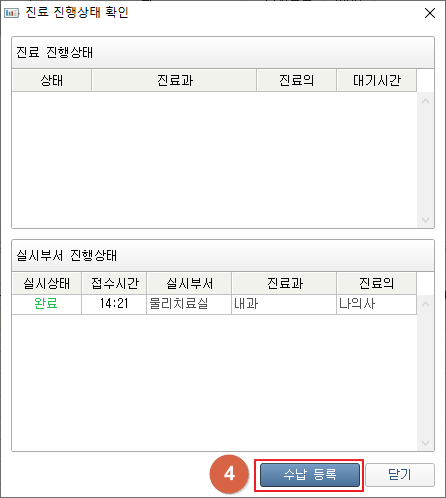 진료 진행상태 확인
진료 진행상태
상태 진료과 진료의 대기시간
실시부서 진행상태
실시상태 접수시간 실시부서 진료과 진료의
완료 14:21 물리치료실 내과 나의사
4 수납 등록 닫기